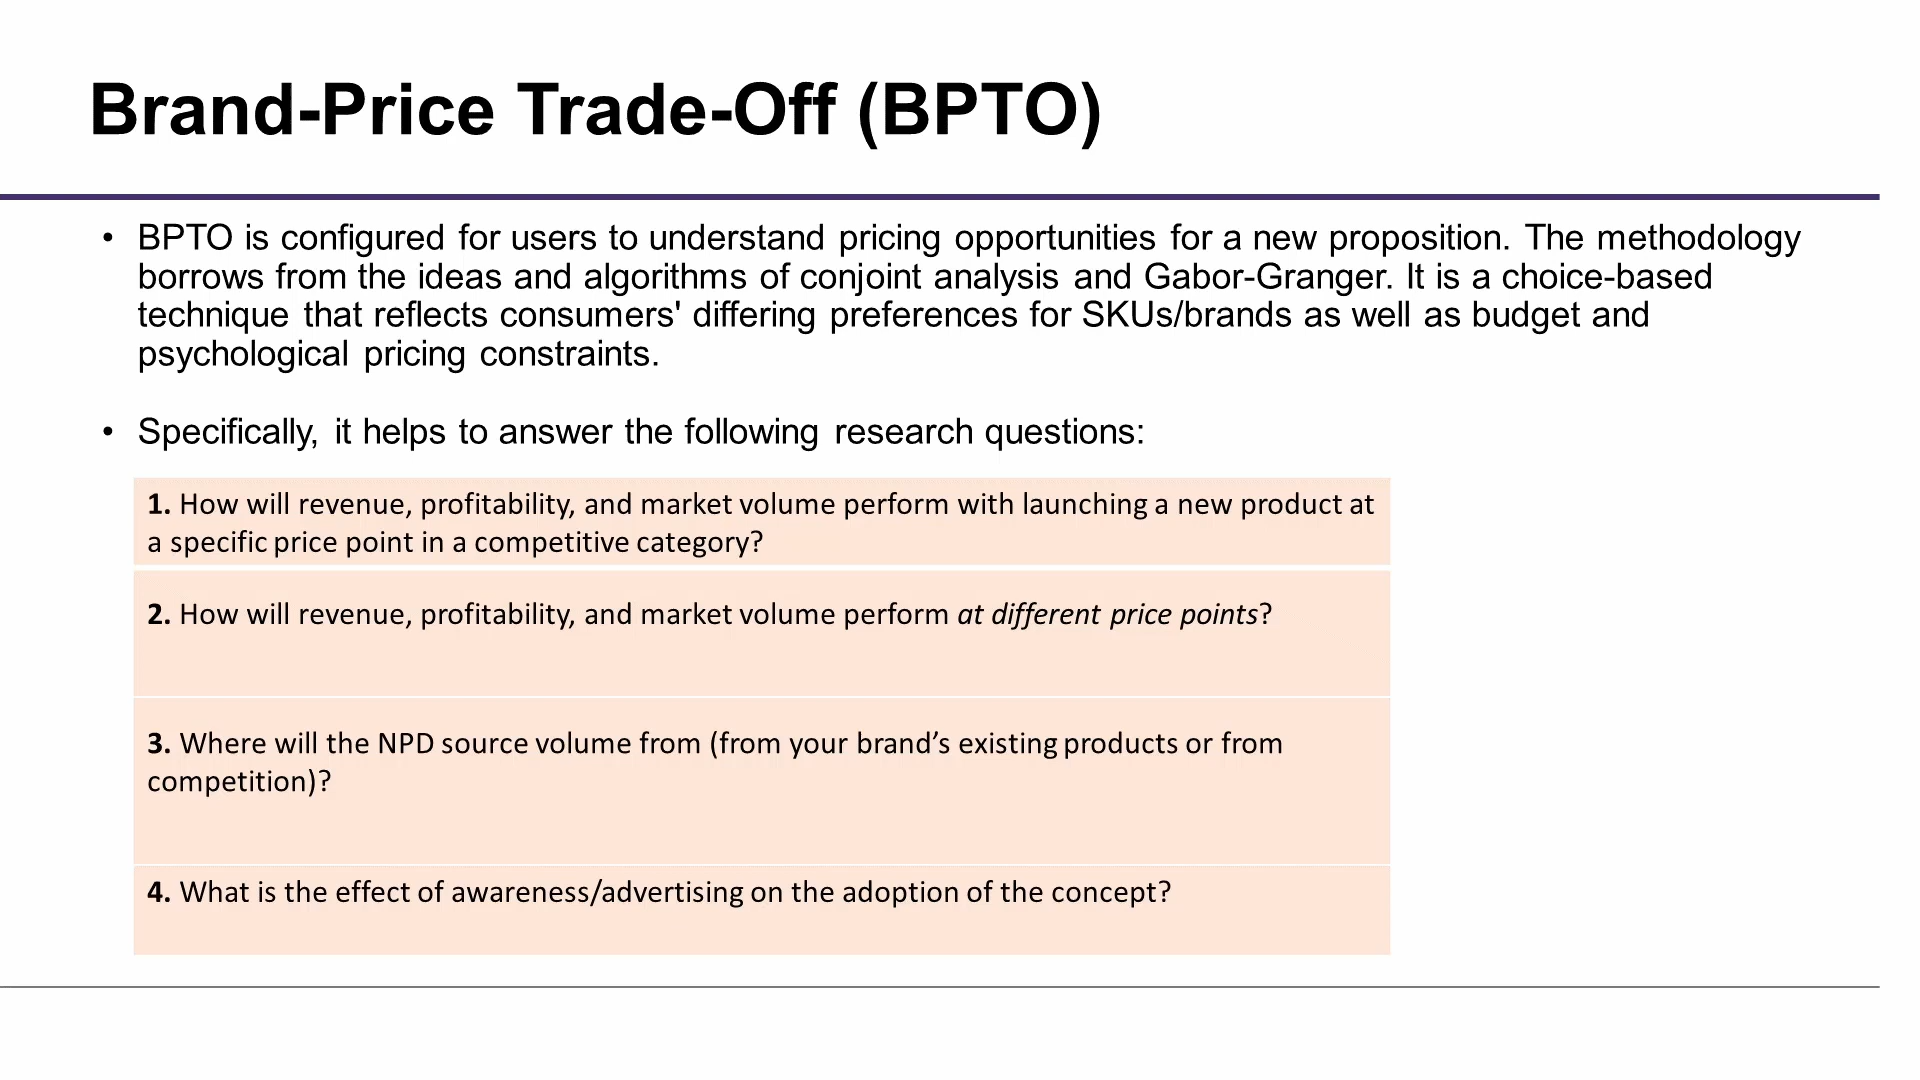 Brand-Price Trade-Off (BPTO)
• BPTO is configured for users to understand pricing opportunities for a new proposition. The methodology
borrows from the ideas and algorithms of conjoint analysis and Gabor-Granger. It is a choice-based
technique that reflects consumers' differing preferences for SKUs/brands as well as budget and
psychological pricing constraints.
• Specifically, it helps to answer the following research questions:
1. How will revenue, profitability, and market volume perform with launching a new product at
a specific price point in a competitive category?
2. How will revenue, profitability, and market volume perform at different price points?
3. Where will the NPD source volume from (from your brand’s existing products or from
competition)?
4. What is the effect of awareness/advertising on the adoption of the concept?